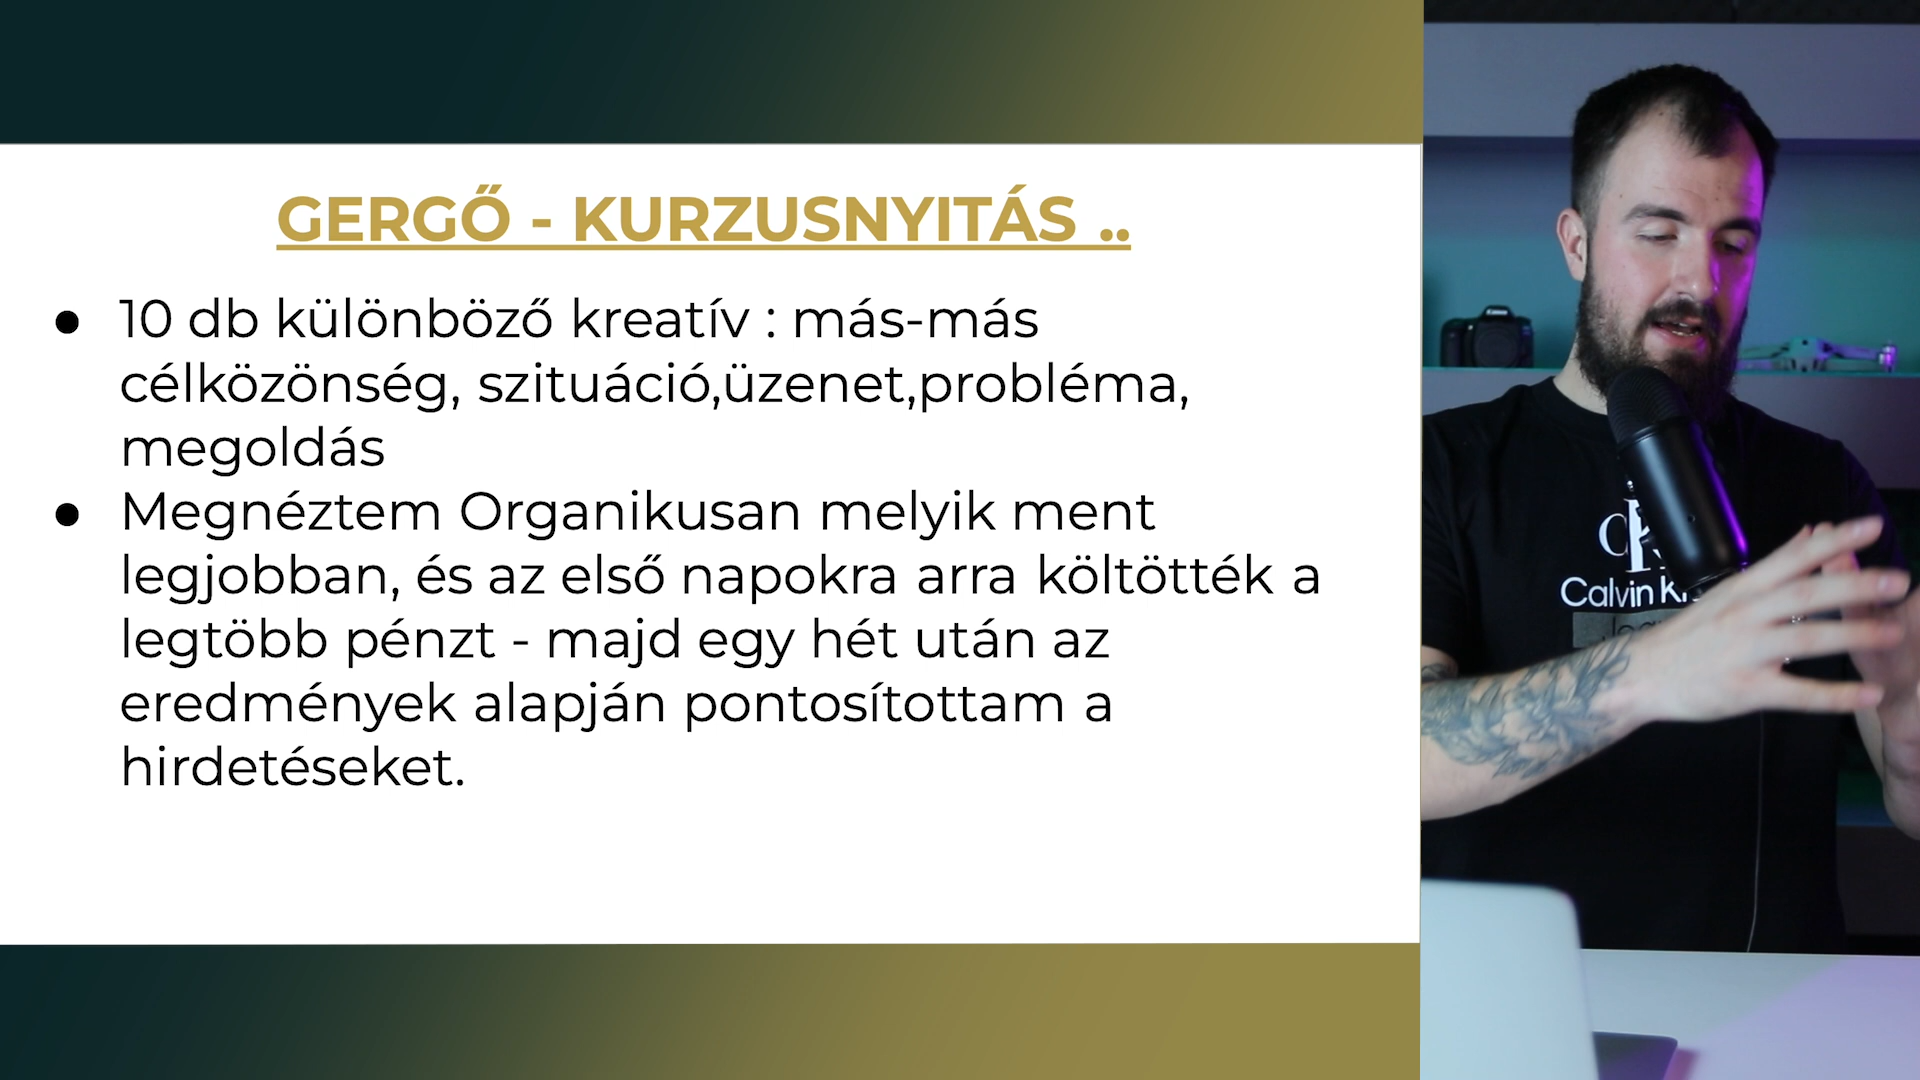 GERGŐ - KURZUSNYITÁS ..
10 db különböző kreatív : más-más
célközönség, szituáció,üzenet,probléma,
megoldás
Megnéztem Organikusan melyik ment
legjobban, és az első napokra arra költötték a
legtöbb pénzt - majd egy hét után az
eredmények alapján pontosítottam a
hirdetéseket.
Calvin